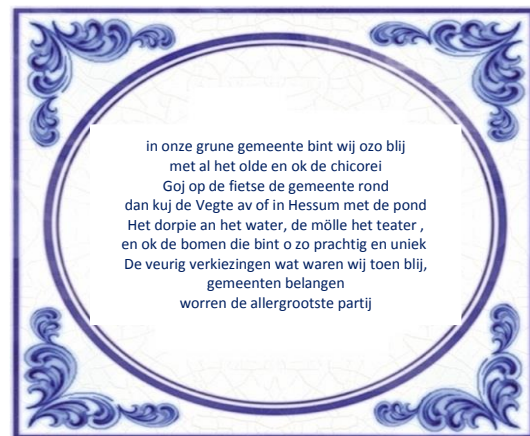 in onze grune gemeente bint wij ozo blij
met al het olde en ok de chicorei
Goj op de fietse de gemeente rond
dan kuj de Vegte av of in Hessum met de pond
Het dorpie an het water, de mölle het teater ,
en ok de bomen die bint o zo prachtig en uniek
De veurig verkiezingen wat waren wij toen blij,
gemeenten belangen
worren de allergrootste partij